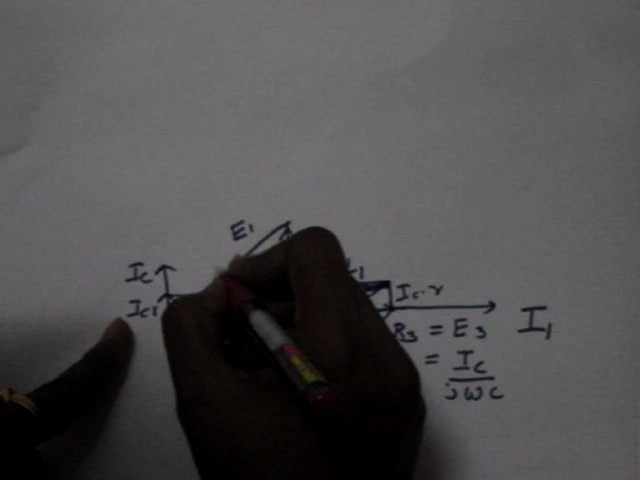 E1
Ic
Ic.r
Ic1
I1
R3 = E3
= Ic
jωc